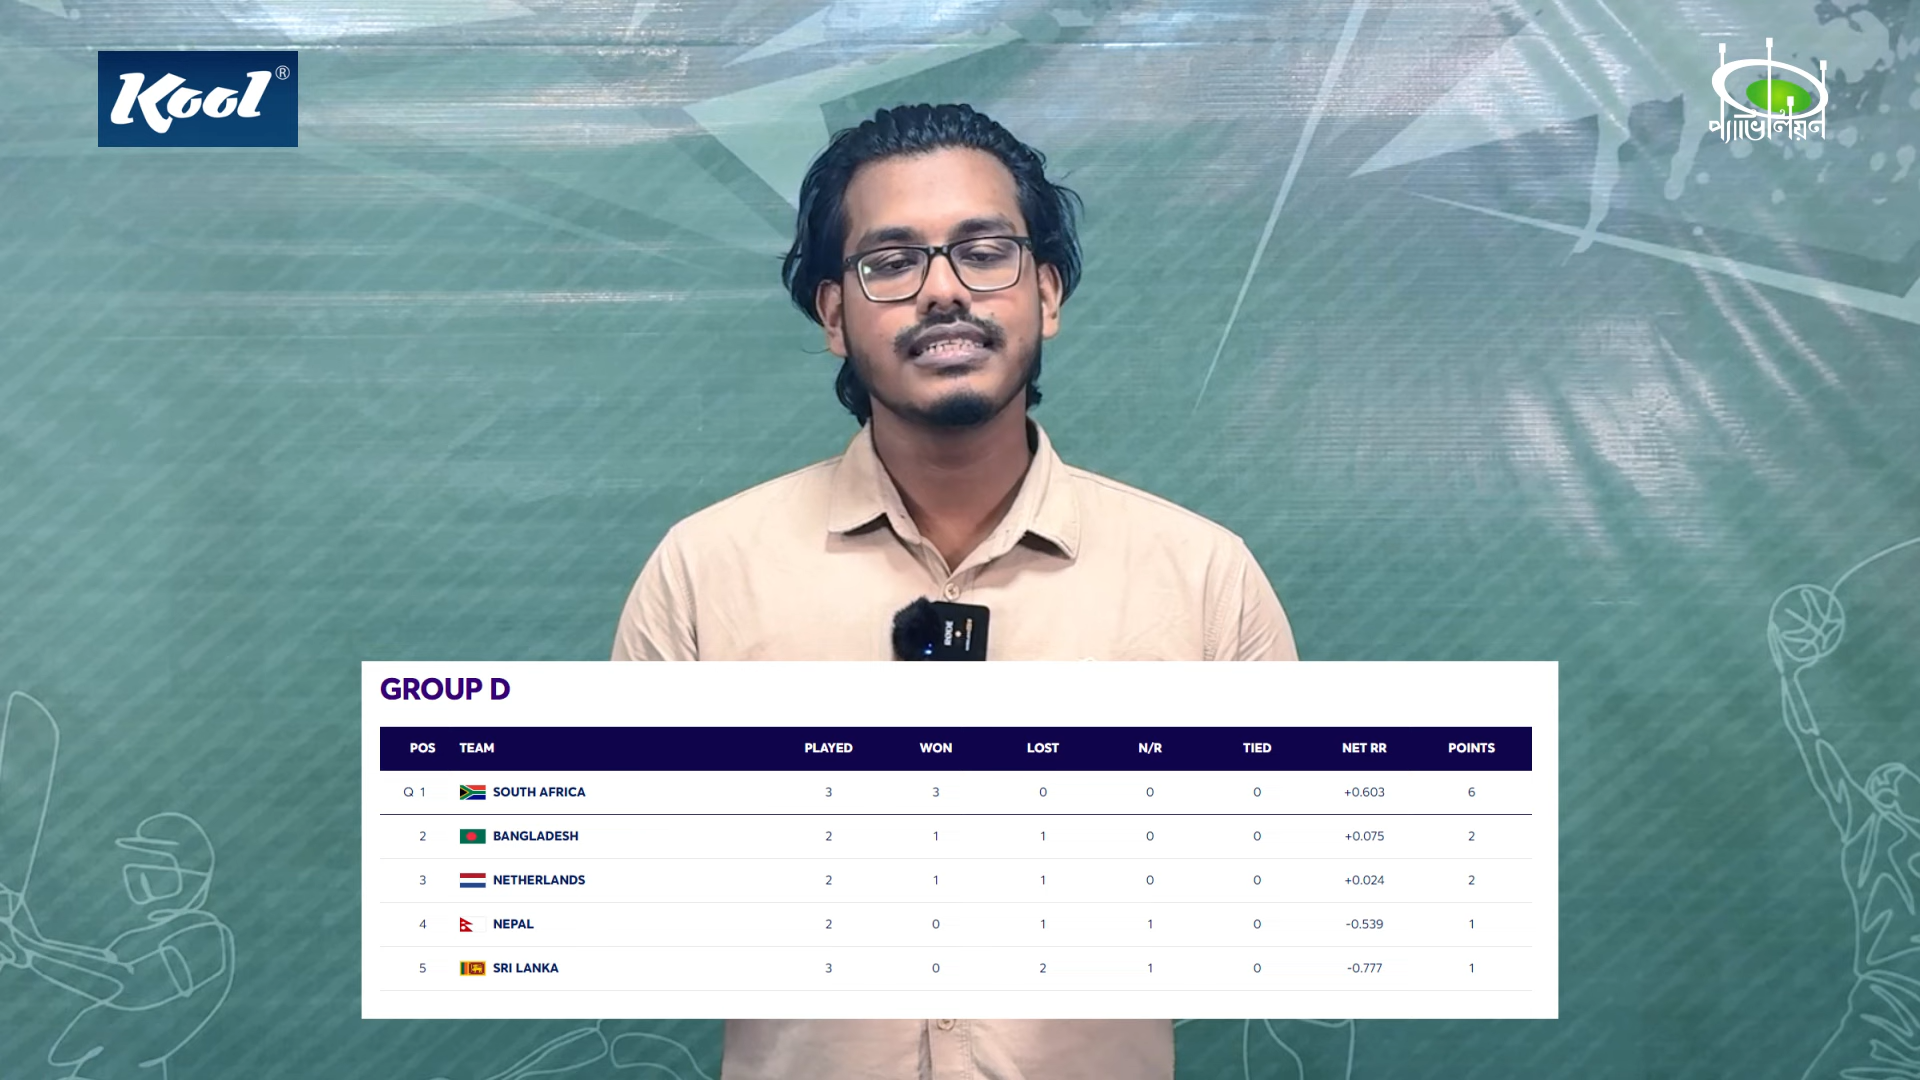 Kool®
প্যাভিলিয়ন
RODE
GROUP D
POS TEAM PLAYED WON LOST N/R TIED NET RR POINTS
Q 1 SOUTH AFRICA 3 3 0 0 0 +0.603 6
2 BANGLADESH 2 1 1 0 0 +0.075 2
3 NETHERLANDS 2 1 1 0 0 +0.024 2
4 NEPAL 2 0 1 1 0 -0.539 1
5 SRI LANKA 3 0 2 1 0 -0.777 1